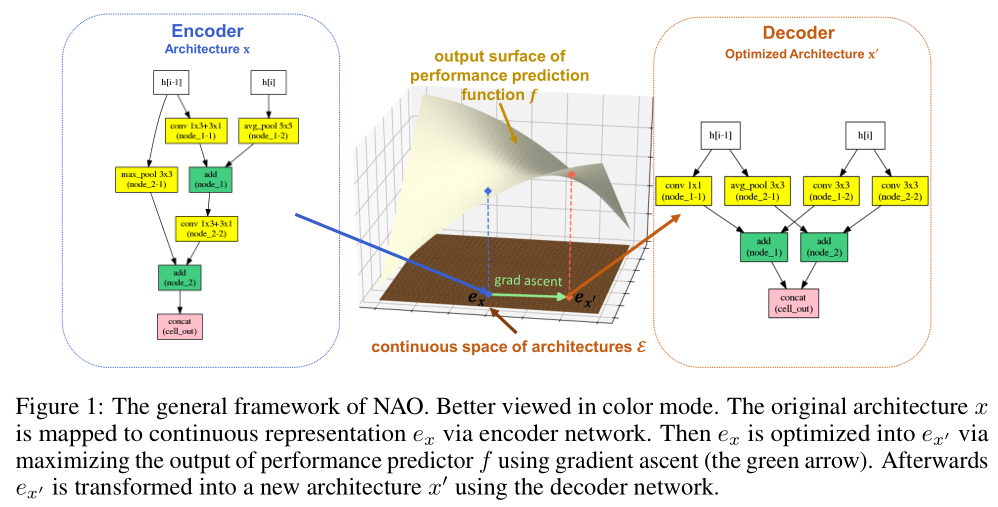 Encoder
Architecture x
h[i-1]
h[i]
conv 1x3+3x1
(node_1-1)
avg_pool 5x5
(node_1-2)
max_pool 3x3
(node_2-1)
add
(node_1)
conv 1x3+3x1
(node_2-2)
add
(node_2)
concat
(cell_out)
output surface of
performance prediction
function f
grad ascent
eₓ
eₓ′
continuous space of architectures ℰ
Decoder
Optimized Architecture x′
h[i-1]
h[i]
conv 1x1
(node_1-1)
avg_pool 3x3
(node_2-1)
conv 3x3
(node_1-2)
conv 3x3
(node_2-2)
add
(node_1)
add
(node_2)
concat
(cell_out)
Figure 1: The general framework of NAO. Better viewed in color mode. The original architecture x
is mapped to continuous representation eₓ via encoder network. Then eₓ is optimized into eₓ′ via
maximizing the output of performance predictor f using gradient ascent (the green arrow). Afterwards
eₓ′ is transformed into a new architecture x′ using the decoder network.